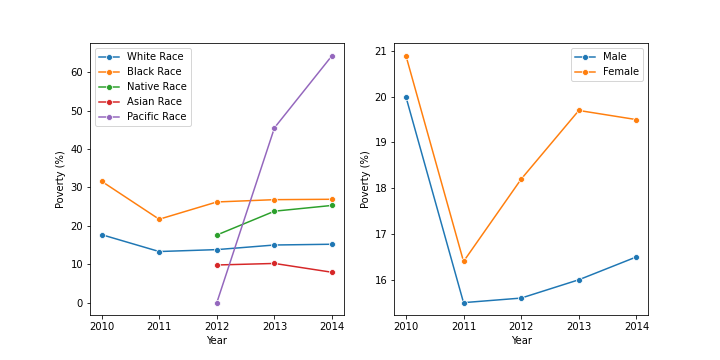 White Race
Black Race
Native Race
Asian Race
Pacific Race
60
50
40
30
20
10
0
Poverty (%)
2010 2011 2012 2013 2014
Year
Male
Female
21
20
19
18
17
16
Poverty (%)
2010 2011 2012 2013 2014
Year